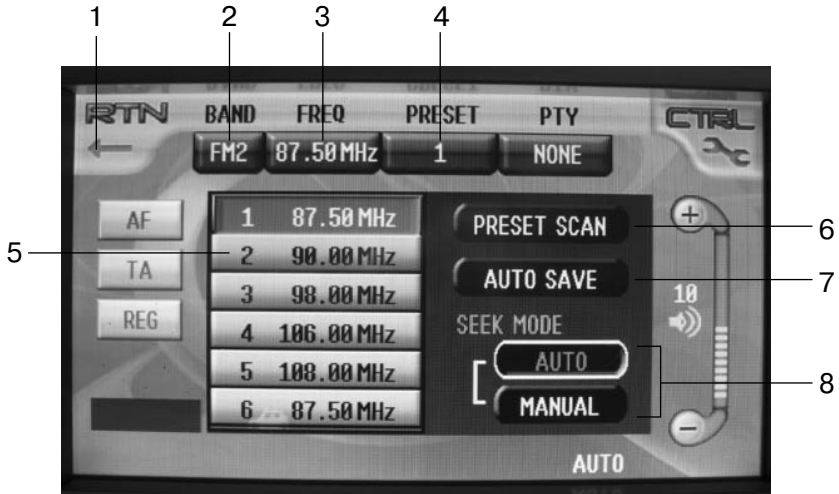 1 2 3 4
RTN BAND FREQ PRESET PTY CTRL
FM2 87.50 MHz 1 NONE
AF
TA
REG
5
1 87.50 MHz
2 90.00 MHz
3 98.00 MHz
4 106.00 MHz
5 108.00 MHz
6 87.50 MHz
PRESET SCAN
AUTO SAVE
SEEK MODE
AUTO
MANUAL
+
10
−
6
7
8
AUTO